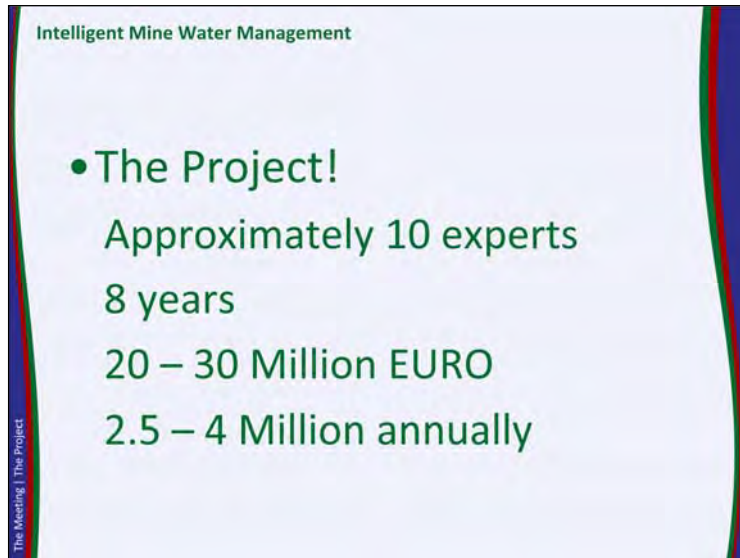 Intelligent Mine Water Management
• The Project!
Approximately 10 experts
8 years
20 – 30 Million EURO
2.5 – 4 Million annually
The Meeting | The Project